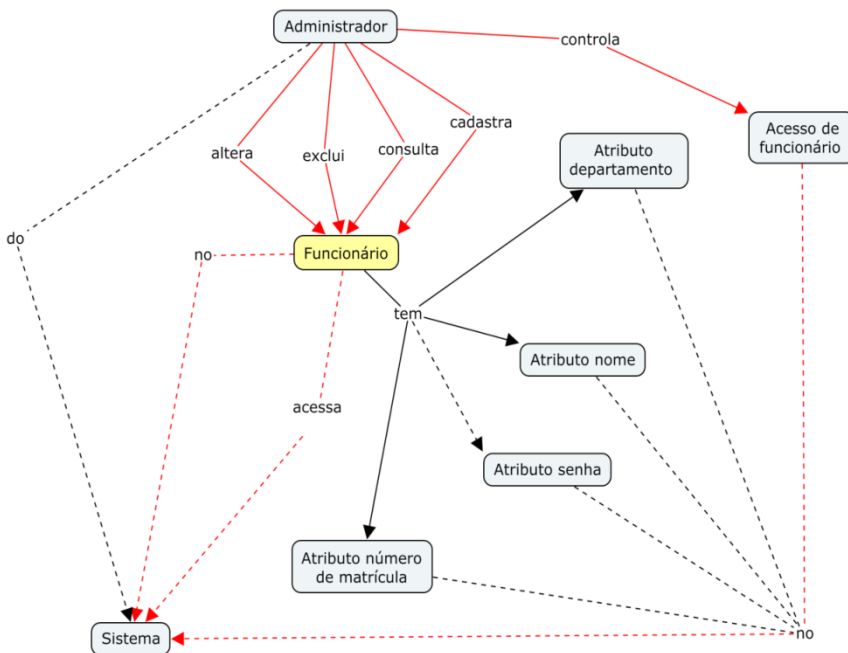 Administrador
controla
cadastra
Acesso de
funcionário
altera
exclui
consulta
Atributo
departamento
do
no
Funcionário
tem
Atributo nome
acessa
Atributo senha
Atributo número
de matrícula
Sistema
no